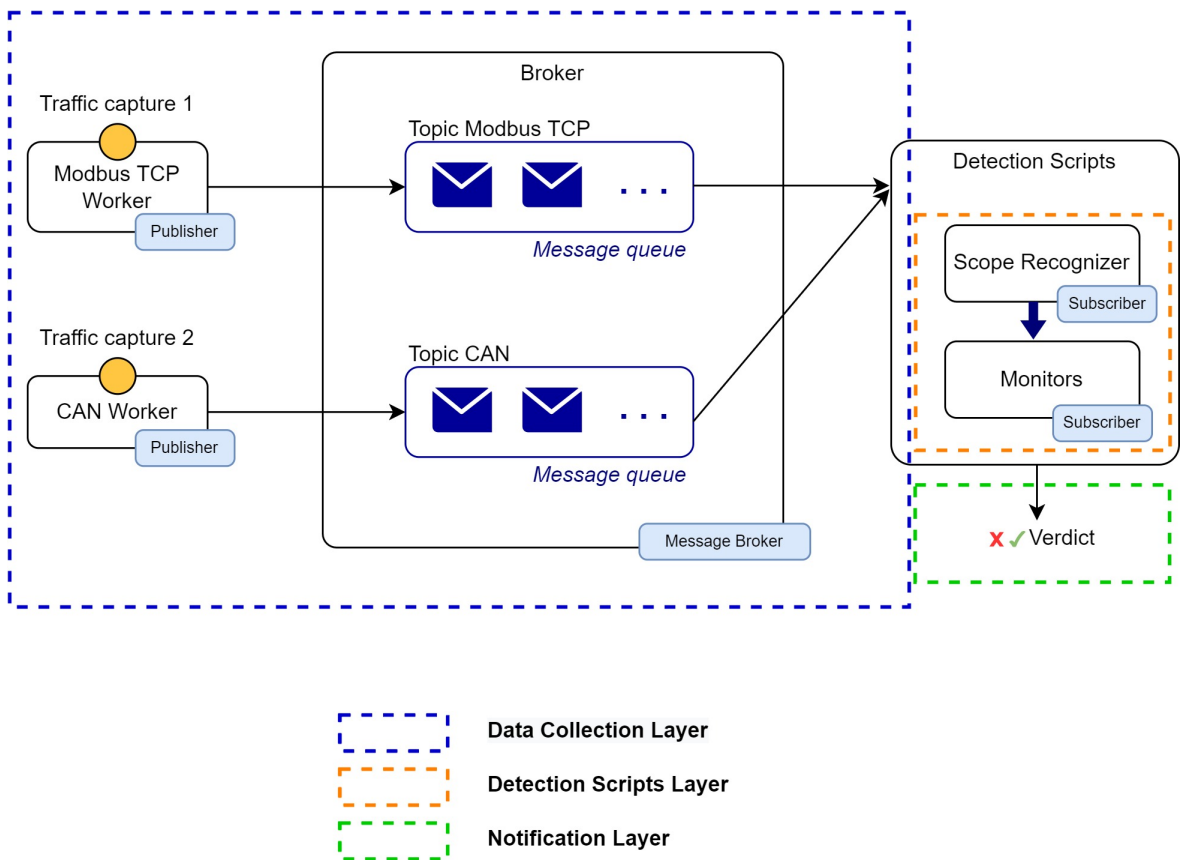 Broker
Traffic capture 1
Modbus TCP
Worker
Publisher
Topic Modbus TCP
. . .
Message queue
Detection Scripts
Scope Recognizer
Subscriber
Monitors
Subscriber
Traffic capture 2
CAN Worker
Publisher
Topic CAN
. . .
Message queue
Message Broker
Verdict
Data Collection Layer
Detection Scripts Layer
Notification Layer